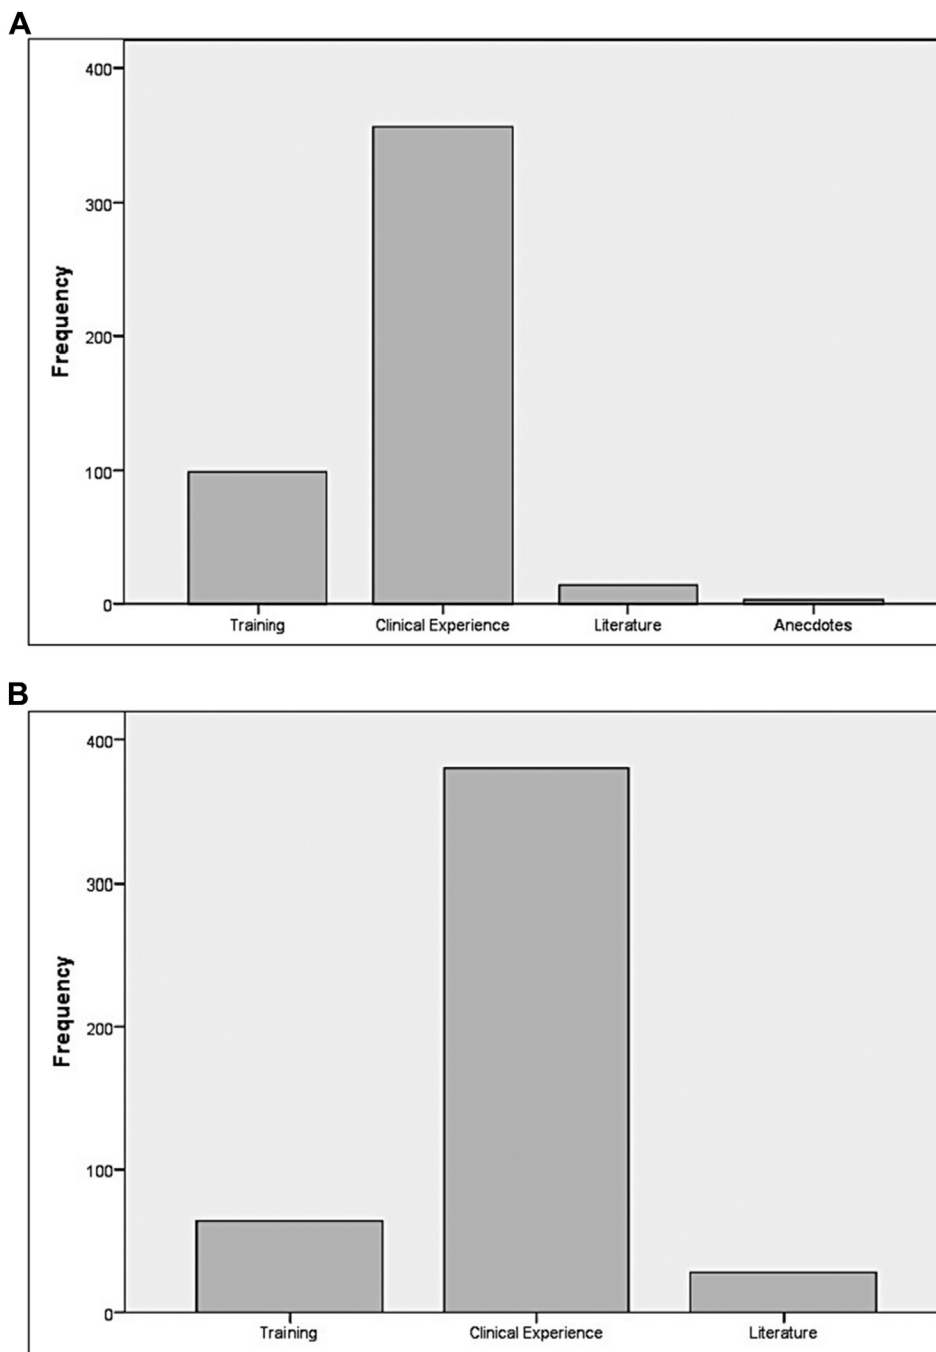 A
400
300
200
100
0
Frequency
Training Clinical Experience Literature Anecdotes
B
400
300
200
100
0
Frequency
Training Clinical Experience Literature